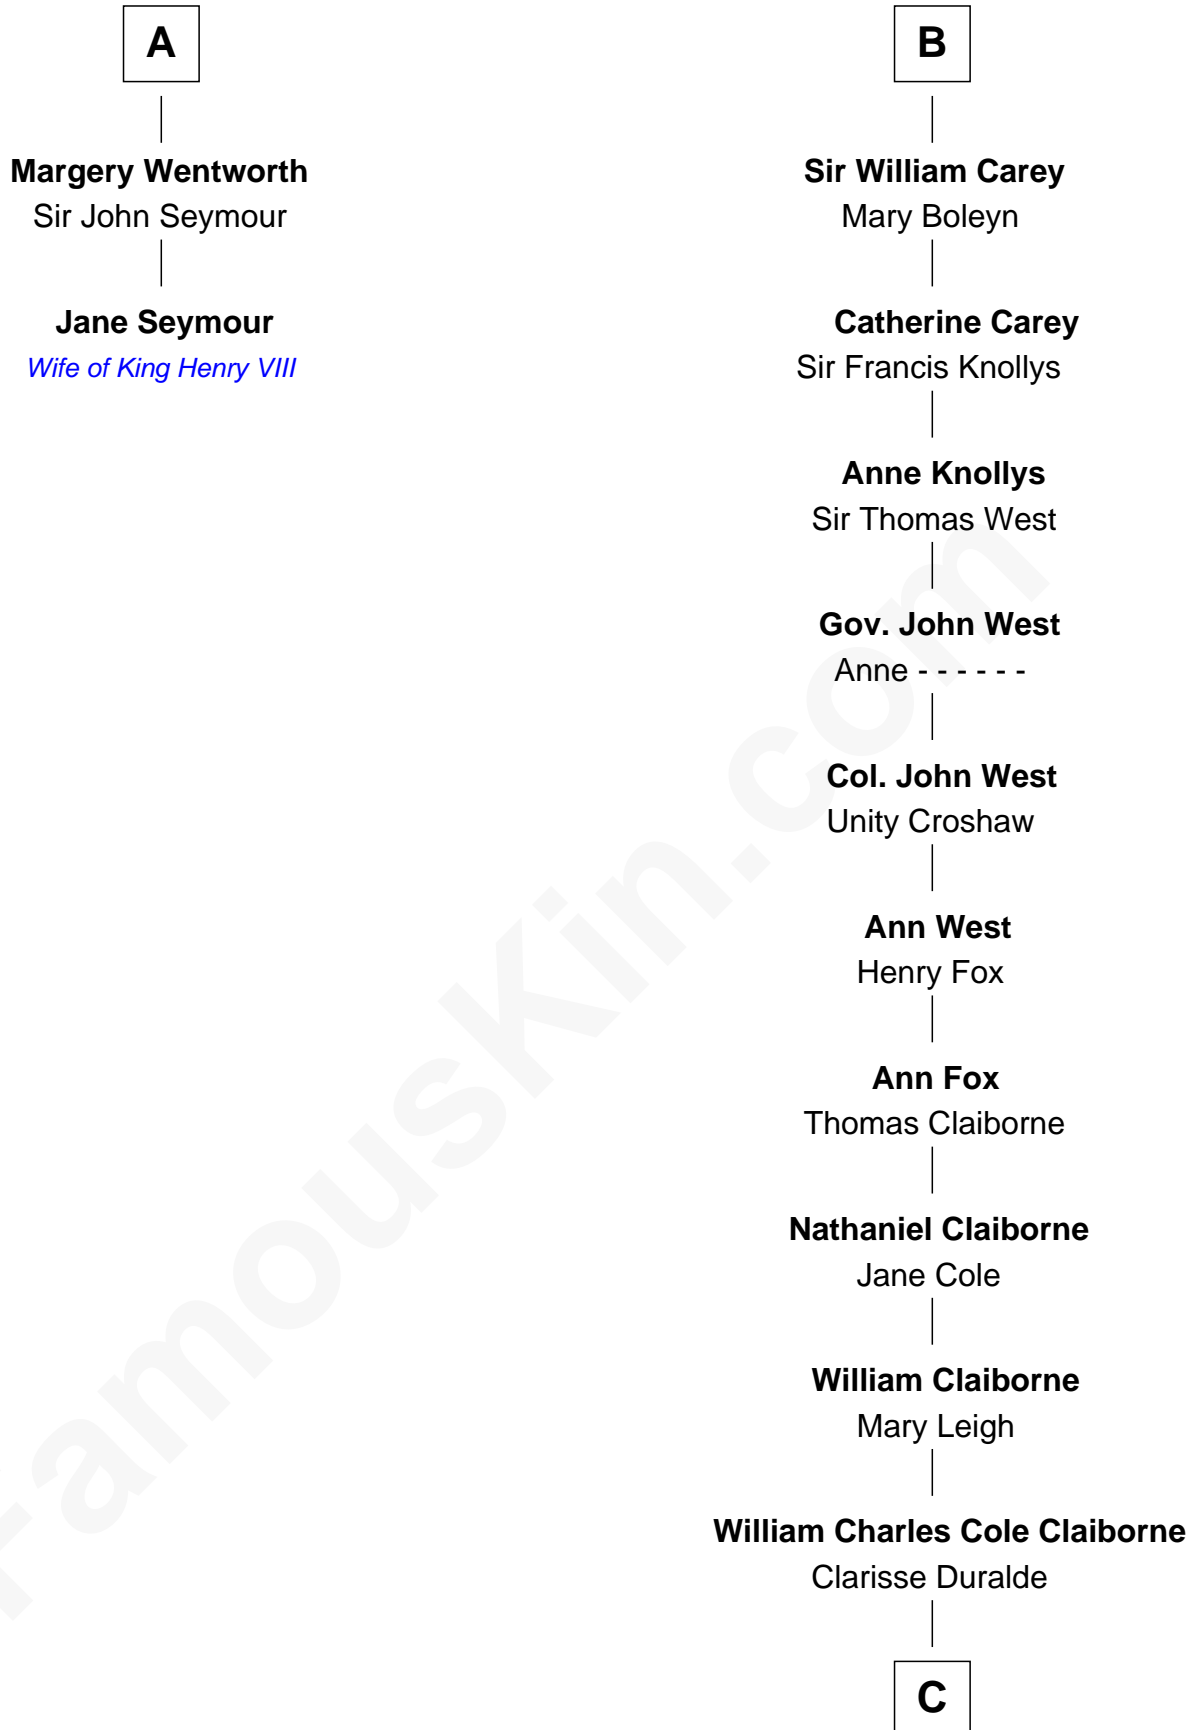 A
Margery Wentworth
Sir John Seymour
Jane Seymour
Wife of King Henry VIII
B
Sir William Carey
Mary Boleyn
Catherine Carey
Sir Francis Knollys
Anne Knollys
Sir Thomas West
Gov. John West
Anne - - - - - -
Col. John West
Unity Croshaw
Ann West
Henry Fox
Ann Fox
Thomas Claiborne
Nathaniel Claiborne
Jane Cole
William Claiborne
Mary Leigh
William Charles Cole Claiborne
Clarisse Duralde
C
FamousKin.com